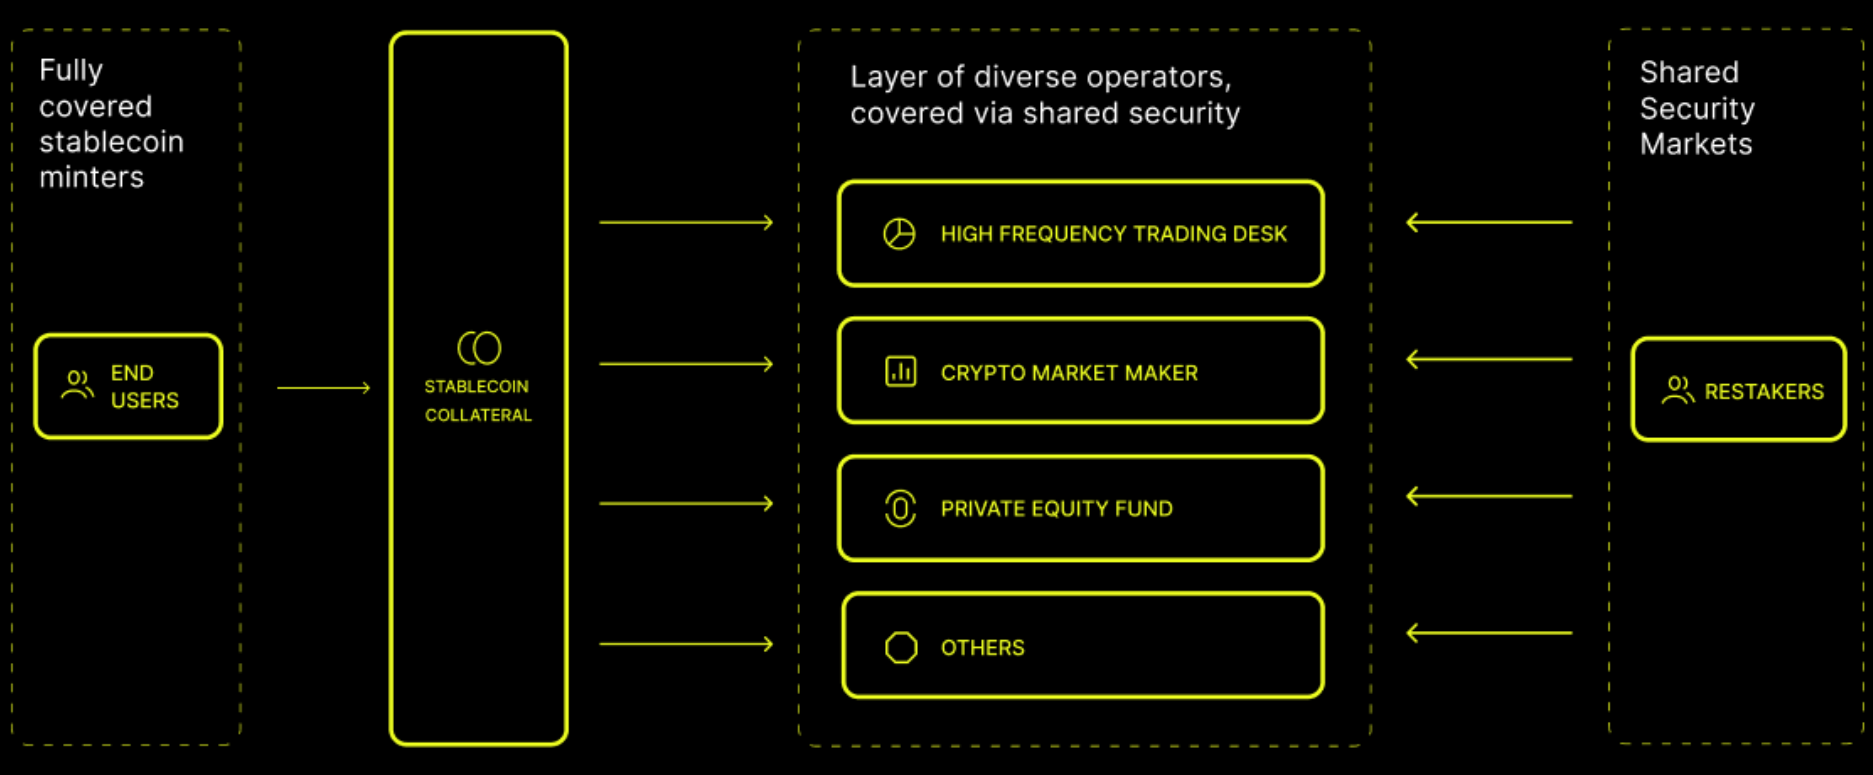 Fully
covered
stablecoin
minters
END
USERS
STABLECOIN
COLLATERAL
Layer of diverse operators,
covered via shared security
HIGH FREQUENCY TRADING DESK
CRYPTO MARKET MAKER
PRIVATE EQUITY FUND
OTHERS
Shared
Security
Markets
RESTAKERS